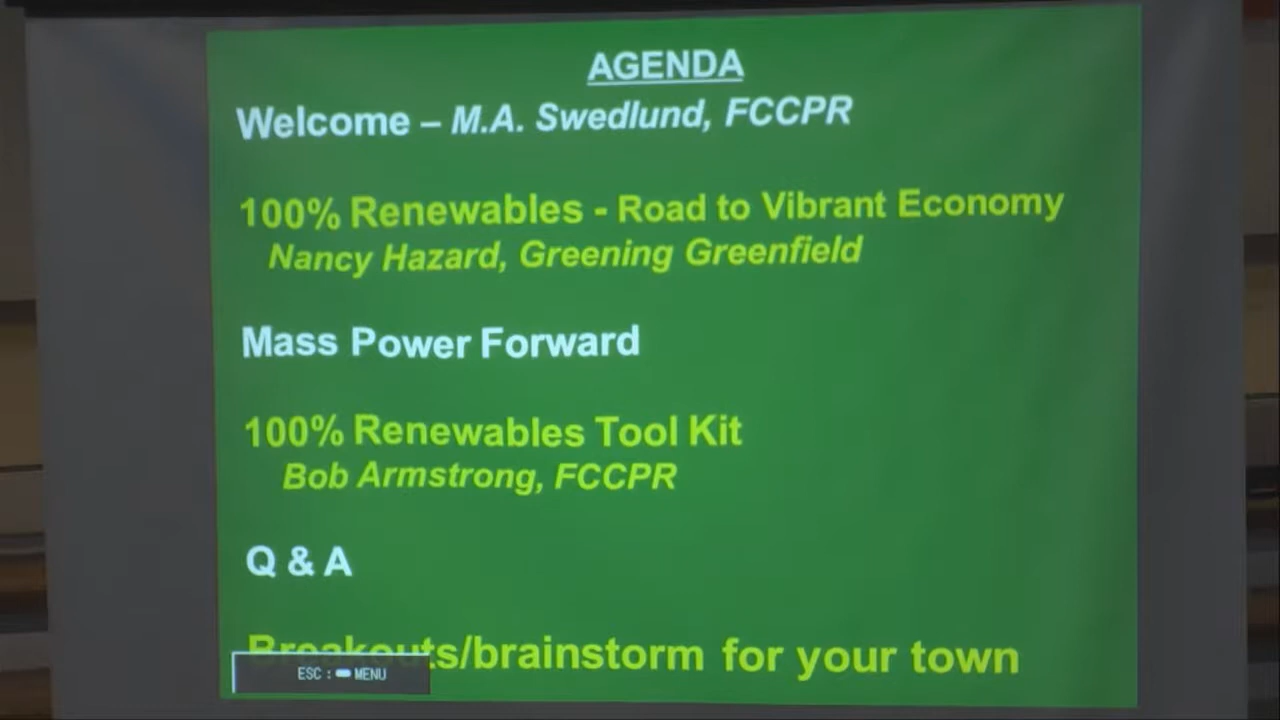 AGENDA
Welcome – M.A. Swedlund, FCCPR
100% Renewables - Road to Vibrant Economy
Nancy Hazard, Greening Greenfield
Mass Power Forward
100% Renewables Tool Kit
Bob Armstrong, FCCPR
Q & A
Breakouts/brainstorm for your town
ESC : MENU